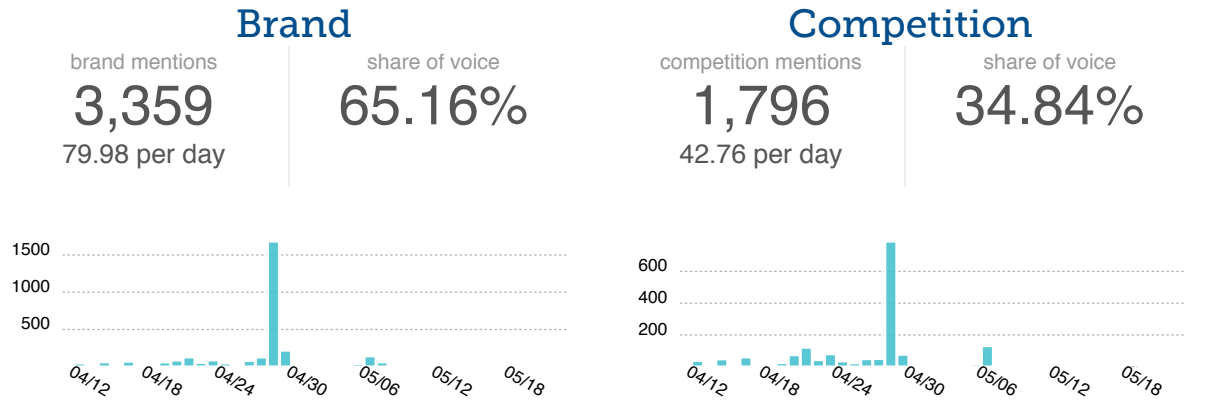 Brand
brand mentions
3,359
79.98 per day
share of voice
65.16%
1500
1000
500
04/12 04/18 04/24 04/30 05/06 05/12 05/18
Competition
competition mentions
1,796
42.76 per day
share of voice
34.84%
600
400
200
04/12 04/18 04/24 04/30 05/06 05/12 05/18